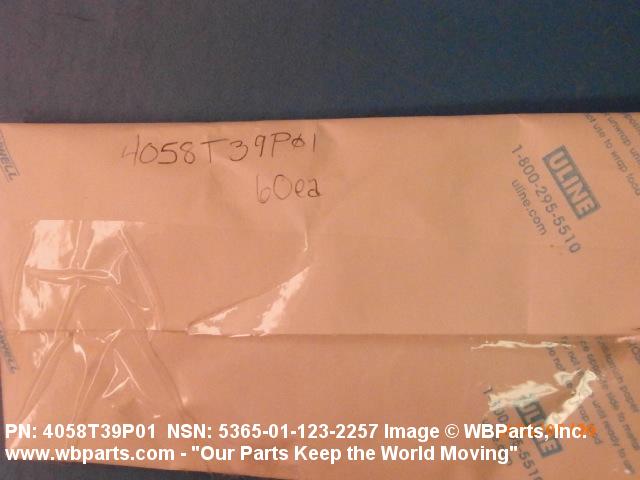 4058T39P01
60ea
ULINE
1-800-295-5510
uline.com
ULINE
PN: 4058T39P01 NSN: 5365-01-123-2257 Image © WBParts, Inc.
www.wbparts.com - "Our Parts Keep the World Moving"